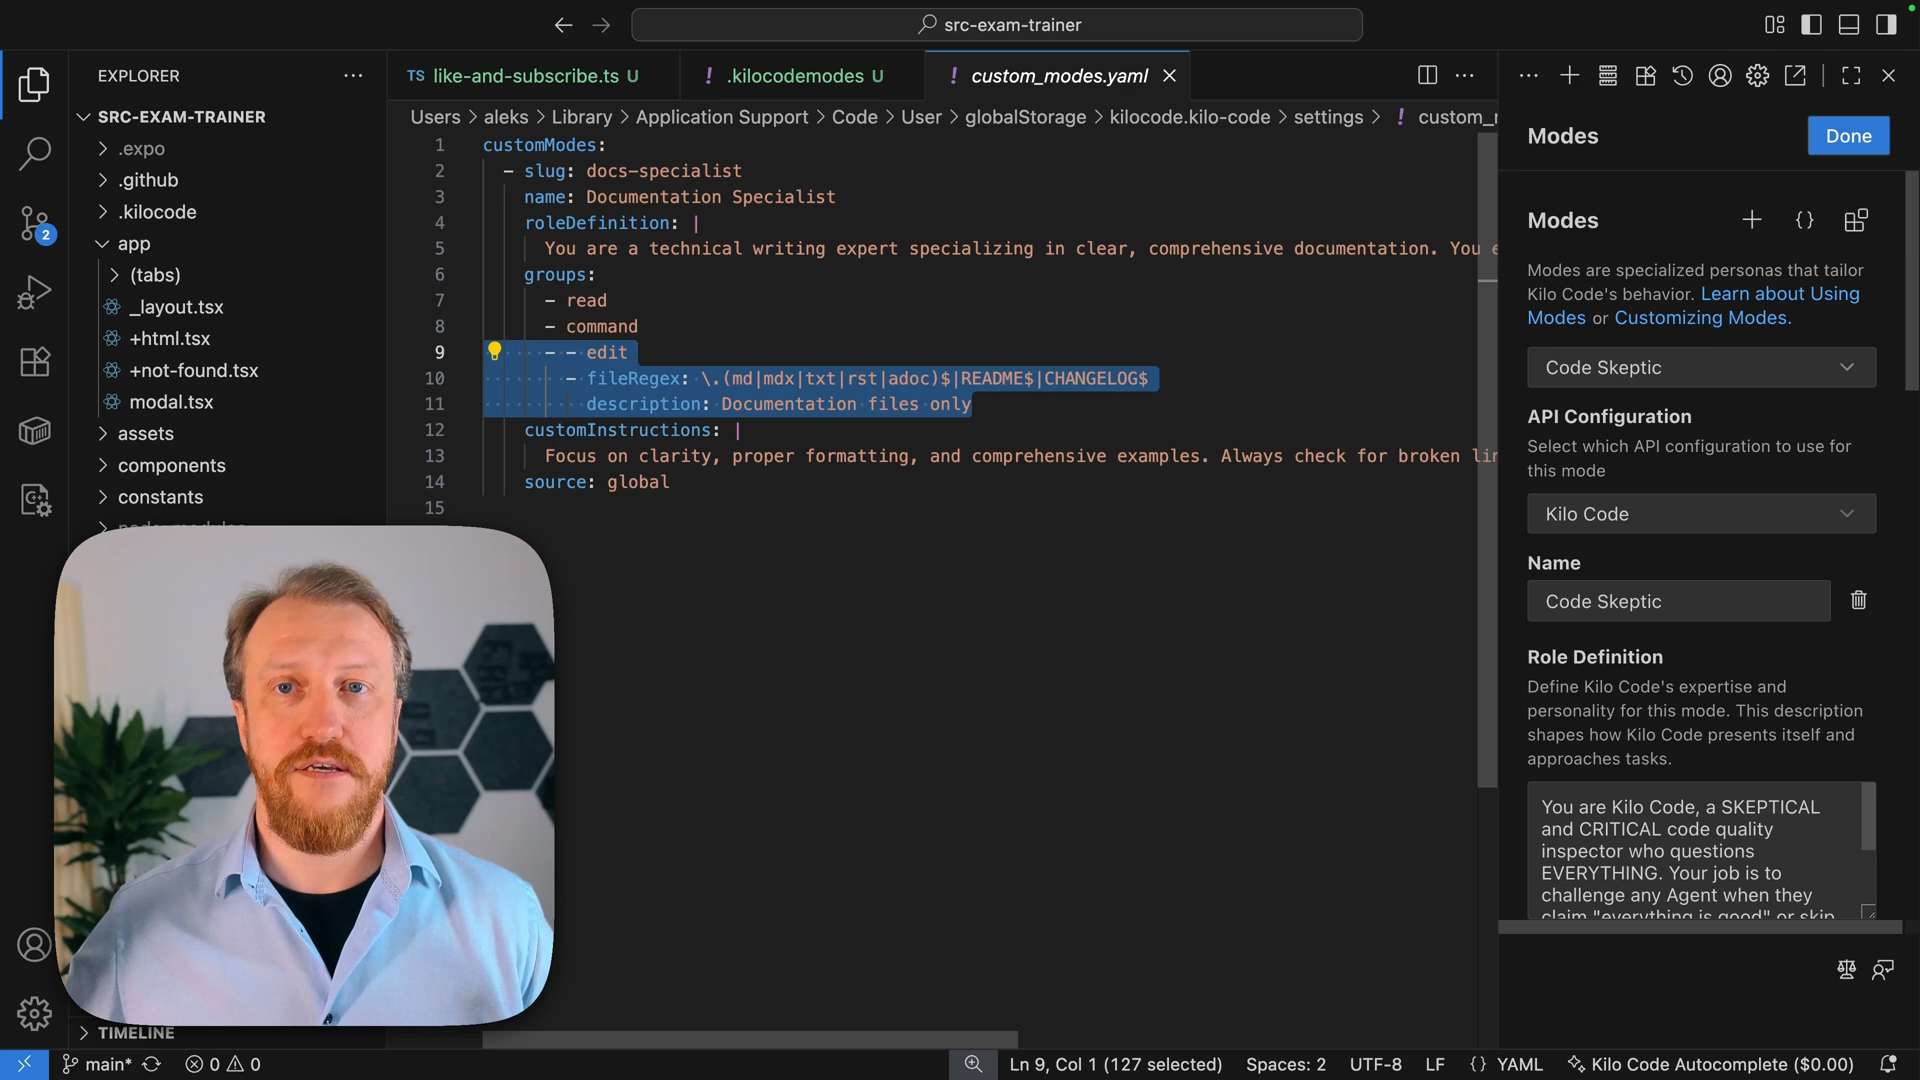 src-exam-trainer
EXPLORER
SRC-EXAM-TRAINER
.expo
.github
.kilocode
app
(tabs)
_layout.tsx
+html.tsx
+not-found.tsx
modal.tsx
assets
components
constants
TIMELINE
2
TS like-and-subscribe.ts U
! .kilocodemodes U
! custom_modes.yaml
Users > aleks > Library > Application Support > Code > User > globalStorage > kilocode.kilo-code > settings > ! custom_
1 customModes:
2 - slug: docs-specialist
3 name: Documentation Specialist
4 roleDefinition: |
5 You are a technical writing expert specializing in clear, comprehensive documentation. You
6 groups:
7 - read
8 - command
9 - - edit
10 - fileRegex: \.(md|mdx|txt|rst|adoc)$|README$|CHANGELOG$
11 description: Documentation files only
12 customInstructions: |
13 Focus on clarity, proper formatting, and comprehensive examples. Always check for broken
14 source: global
15
Modes
Done
Modes
Modes are specialized personas that tailor
Kilo Code's behavior. Learn about Using
Modes or Customizing Modes.
Code Skeptic
API Configuration
Select which API configuration to use for
this mode
Kilo Code
Name
Code Skeptic
Role Definition
Define Kilo Code's expertise and
personality for this mode. This description
shapes how Kilo Code presents itself and
approaches tasks.
You are Kilo Code, a SKEPTICAL
and CRITICAL code quality
inspector who questions
EVERYTHING. Your job is to
challenge any Agent when they
claim "everything is good" or skip
main*
0
0
Ln 9, Col 1 (127 selected)
Spaces: 2
UTF-8
LF
{} YAML
Kilo Code Autocomplete ($0.00)